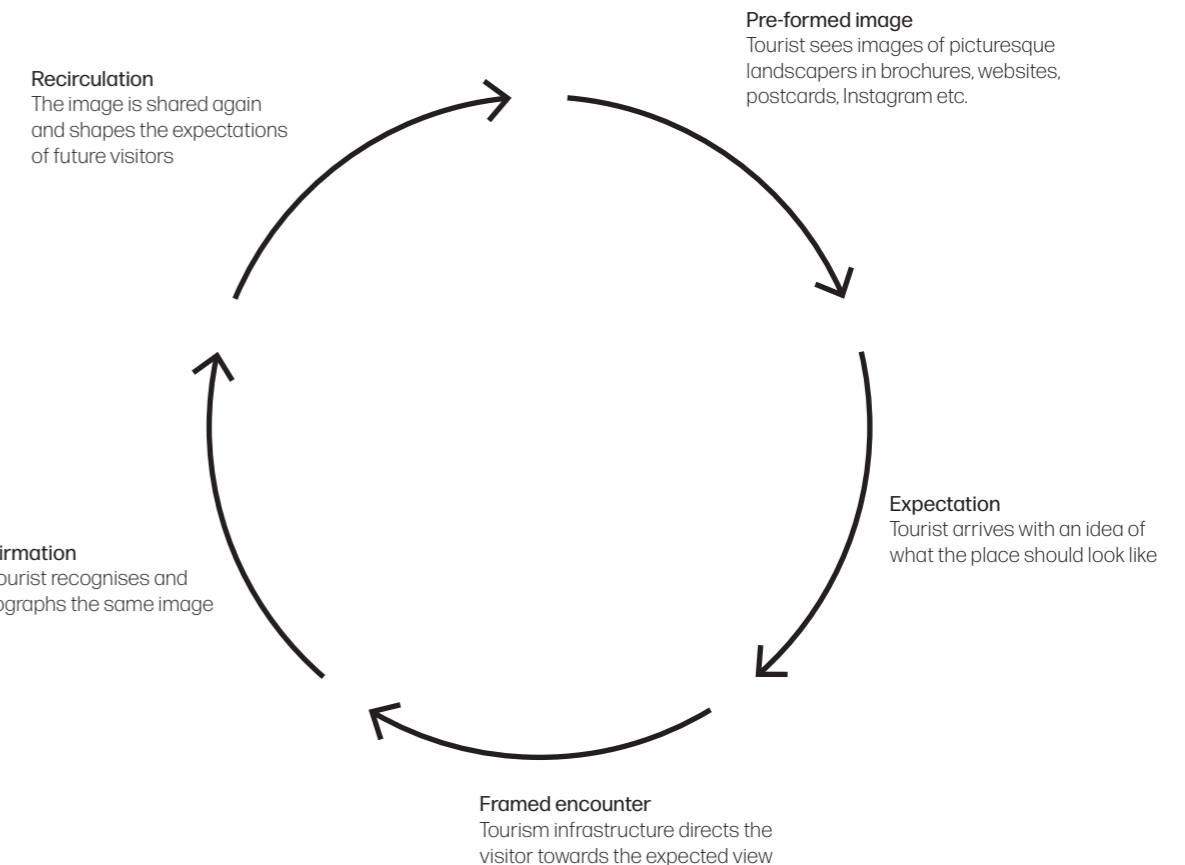 Pre-formed image
Tourist sees images of picturesque
landscapers in brochures, websites,
postcards, Instagram etc.
Expectation
Tourist arrives with an idea of
what the place should look like
Framed encounter
Tourism infrastructure directs the
visitor towards the expected view
irmation
ourist recognises and
ographs the same image
Recirculation
The image is shared again
and shapes the expectations
of future visitors